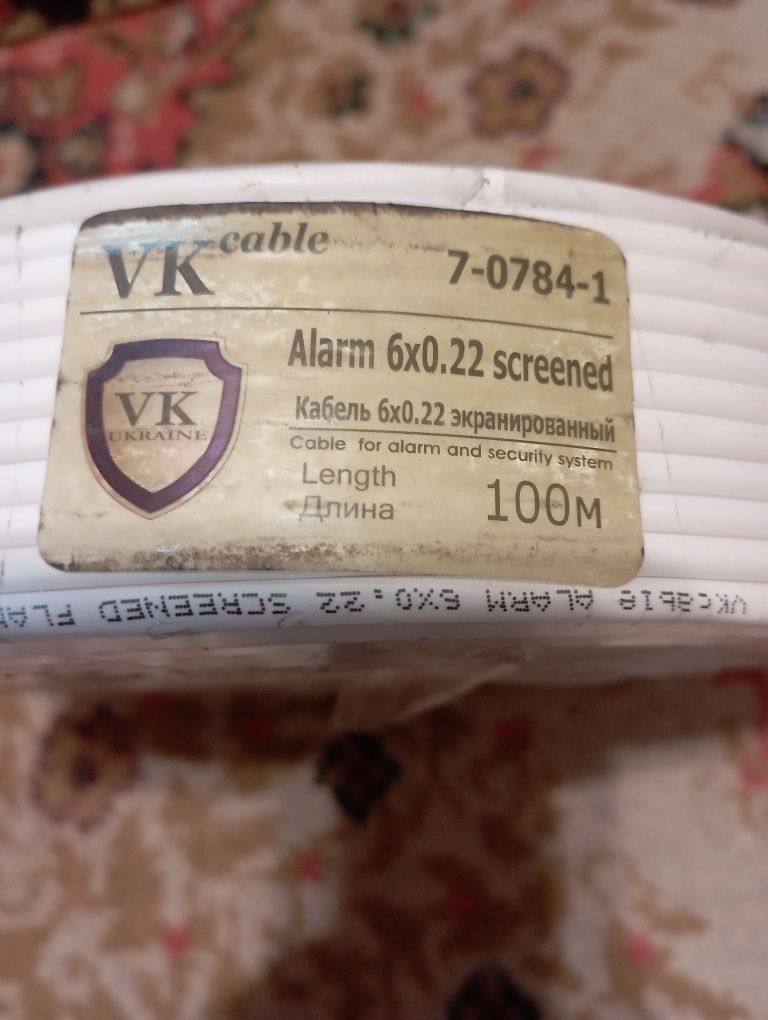 VK cable
7-0784-1
Alarm 6x0.22 screened
Кабель 6x0.22 экранированный
Cable for alarm and security system
Length
Длина
100м
VK
UKRAINE
VKcable ALARM 6X0.22 SCREENED